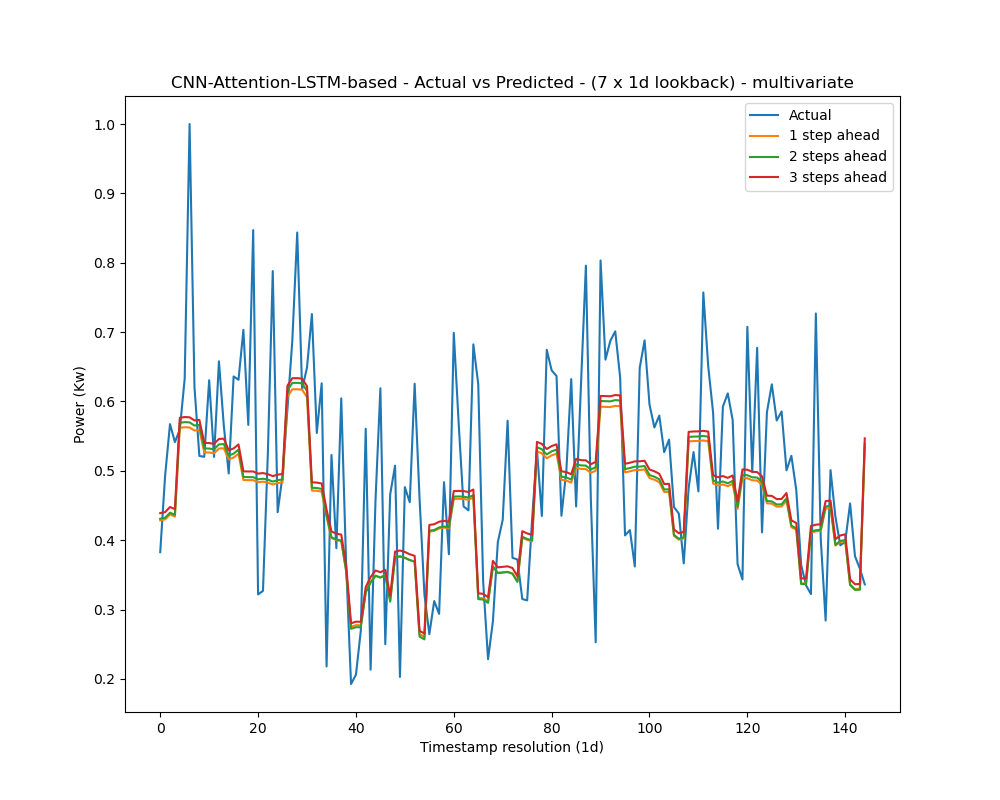 CNN-Attention-LSTM-based - Actual vs Predicted - (7 x 1d lookback) - multivariate
Actual
1 step ahead
2 steps ahead
3 steps ahead
1.0
0.9
0.8
0.7
0.6
0.5
0.4
0.3
0.2
Power (Kw)
0 20 40 60 80 100 120 140
Timestamp resolution (1d)